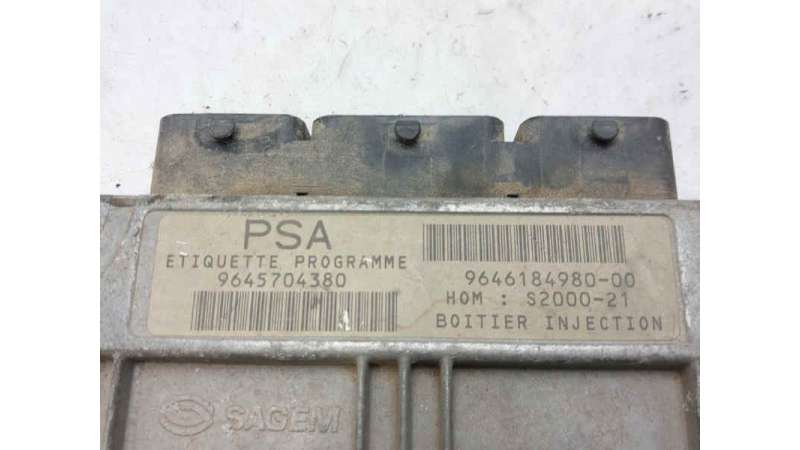 PSA
ETIQUETTE PROGRAMME
9645704380
9646184980-00
HOM : S2000-21
BOITIER INJECTION
SAGEM